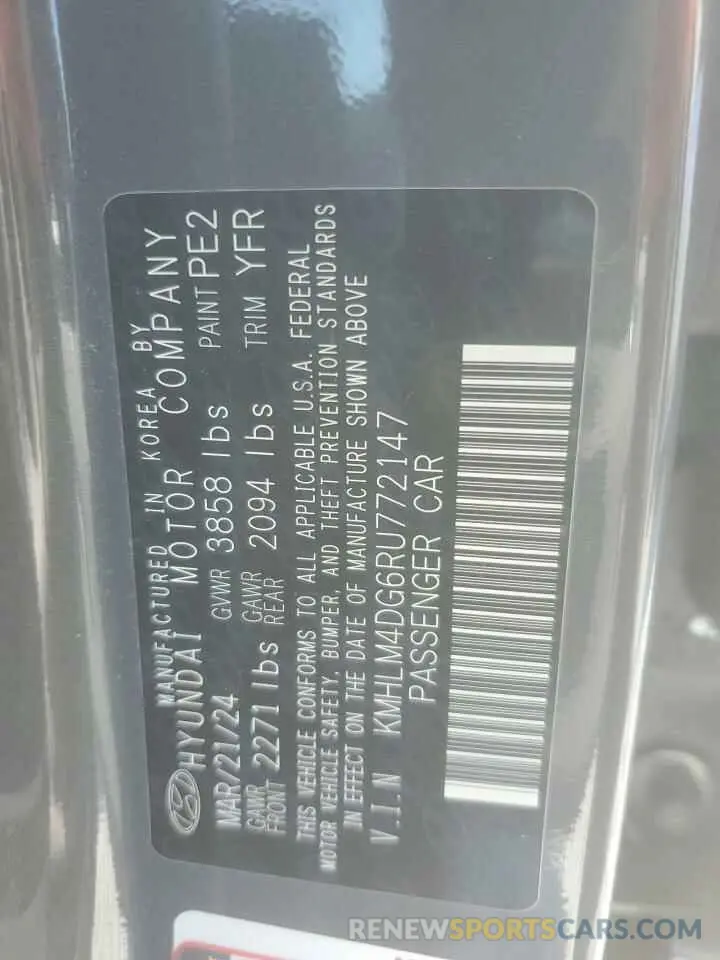 MANUFACTURED IN KOREA BY
HYUNDAI MOTOR COMPANY
MAR/21/24 GVWR 3858 lbs PAINT PE2
GAWR FRONT 2271 lbs GAWR REAR 2094 lbs TRIM YFR
THIS VEHICLE CONFORMS TO ALL APPLICABLE U.S.A. FEDERAL
MOTOR VEHICLE SAFETY, BUMPER, AND THEFT PREVENTION STANDARDS
IN EFFECT ON THE DATE OF MANUFACTURE SHOWN ABOVE
V.I.N KMHLM4DG6RU772147
PASSENGER CAR
RENEWSPORTSCARS.COM